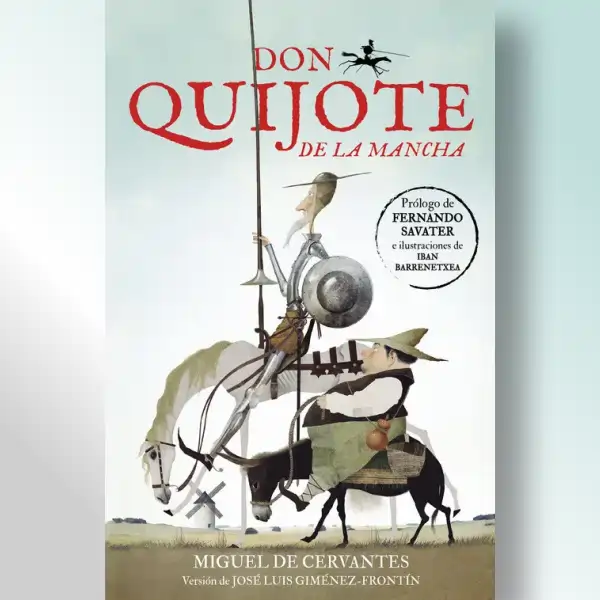 DON
QUIJOTE
DE LA MANCHA
Prólogo de
FERNANDO
SAVATER
e ilustraciones de
IBAN
BARRENETXEA
MIGUEL DE CERVANTES
Versión de JOSÉ LUIS GIMÉNEZ-FRONTÍN